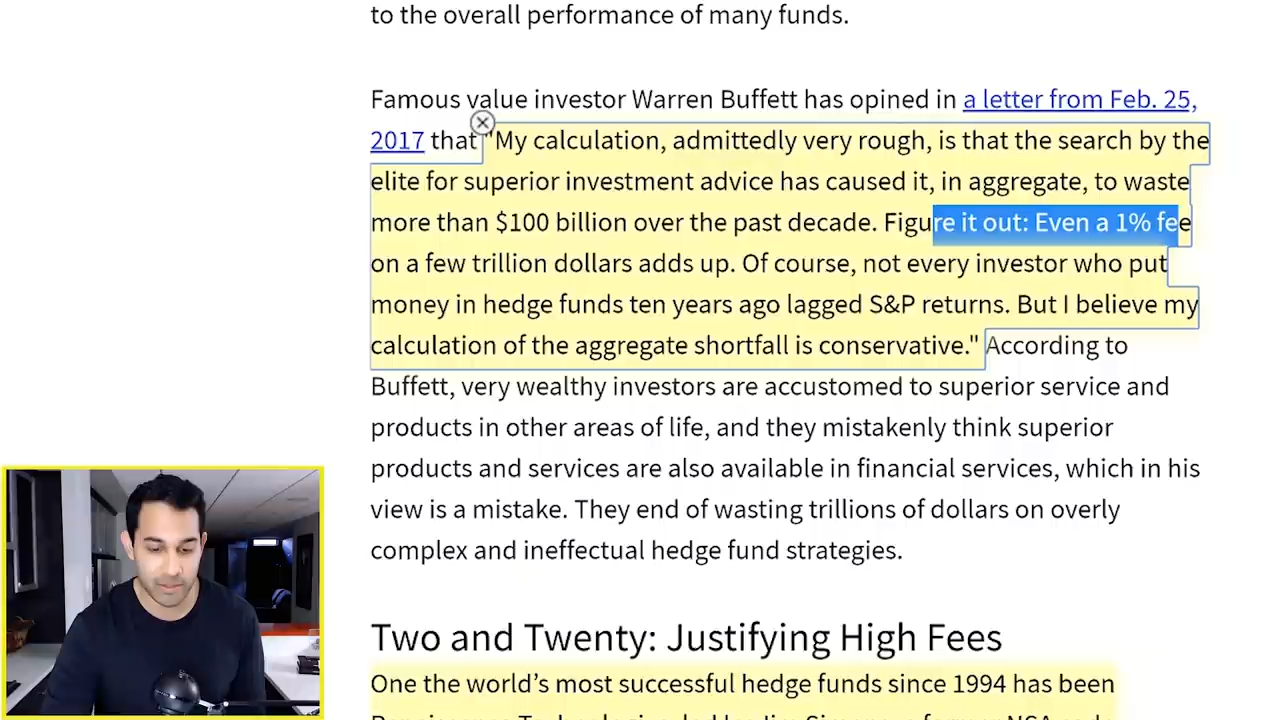 to the overall performance of many funds.
Famous value investor Warren Buffett has opined in a letter from Feb. 25,
2017 that "My calculation, admittedly very rough, is that the search by the
elite for superior investment advice has caused it, in aggregate, to waste
more than $100 billion over the past decade. Figure it out: Even a 1% fee
on a few trillion dollars adds up. Of course, not every investor who put
money in hedge funds ten years ago lagged S&P returns. But I believe my
calculation of the aggregate shortfall is conservative." According to
Buffett, very wealthy investors are accustomed to superior service and
products in other areas of life, and they mistakenly think superior
products and services are also available in financial services, which in his
view is a mistake. They end of wasting trillions of dollars on overly
complex and ineffectual hedge fund strategies.
Two and Twenty: Justifying High Fees
One the world’s most successful hedge funds since 1994 has been